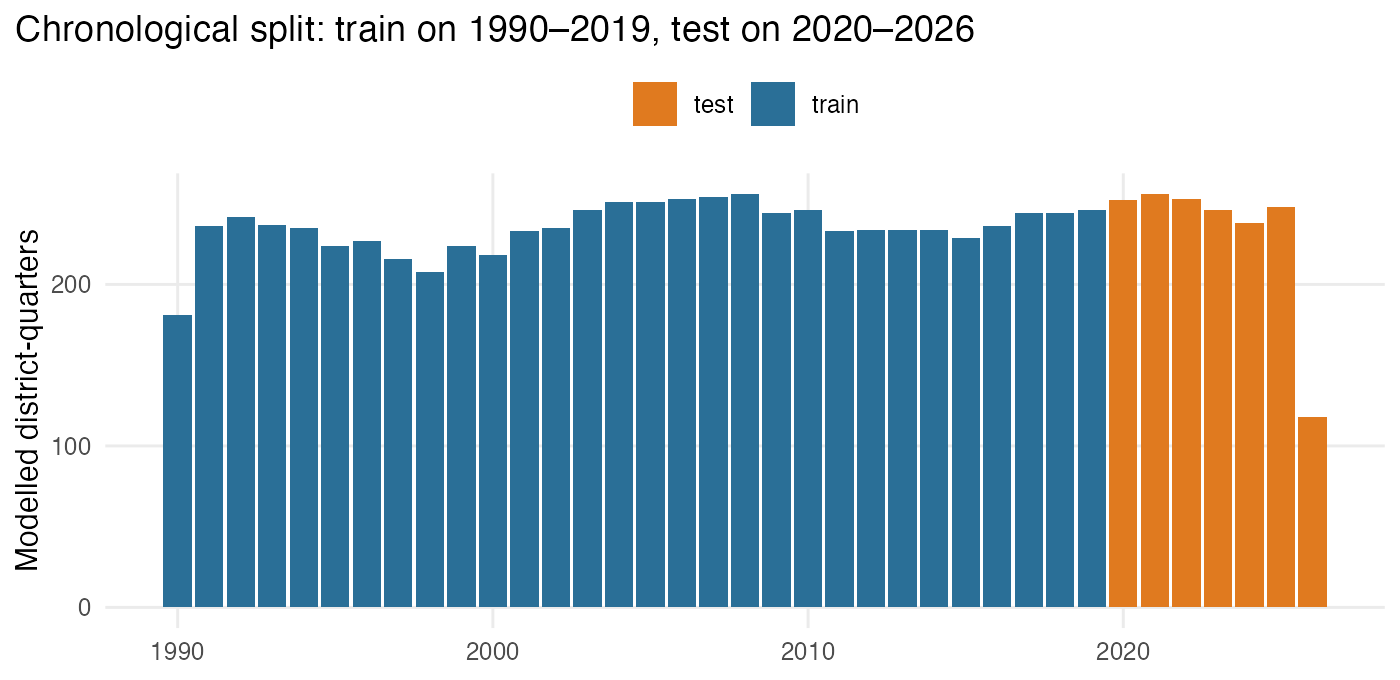 Chronological split: train on 1990–2019, test on 2020–2026
test train
Modelled district-quarters
200
100
0
1990 2000 2010 2020